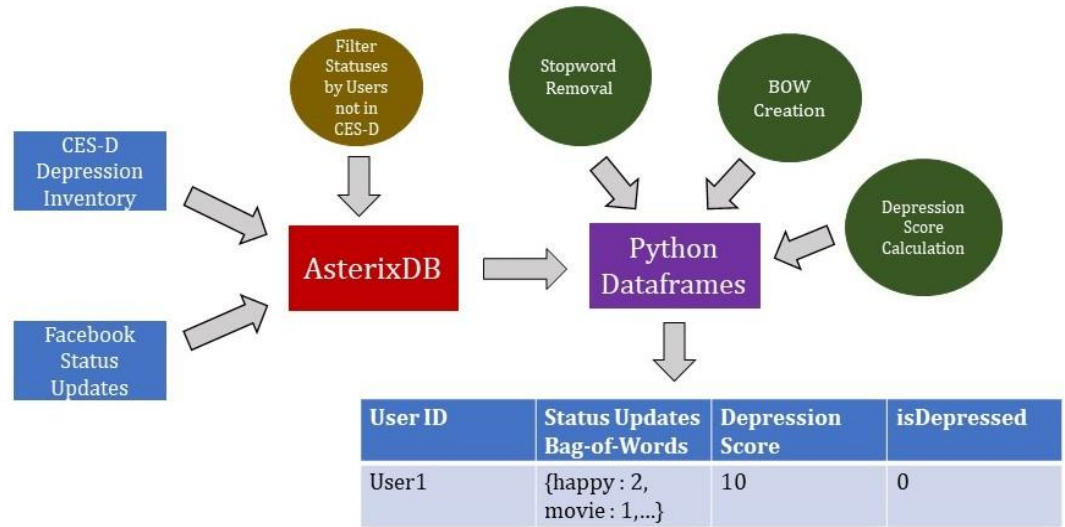 Filter
Statuses
by Users
not in
CES-D
Stopword
Removal
BOW
Creation
CES-D
Depression
Inventory
Depression
Score
Calculation
AsterixDB
Python
Dataframes
Facebook
Status
Updates
User ID
Status Updates
Bag-of-Words
Depression
Score
isDepressed
User1
{happy : 2,
movie : 1,...}
10
0